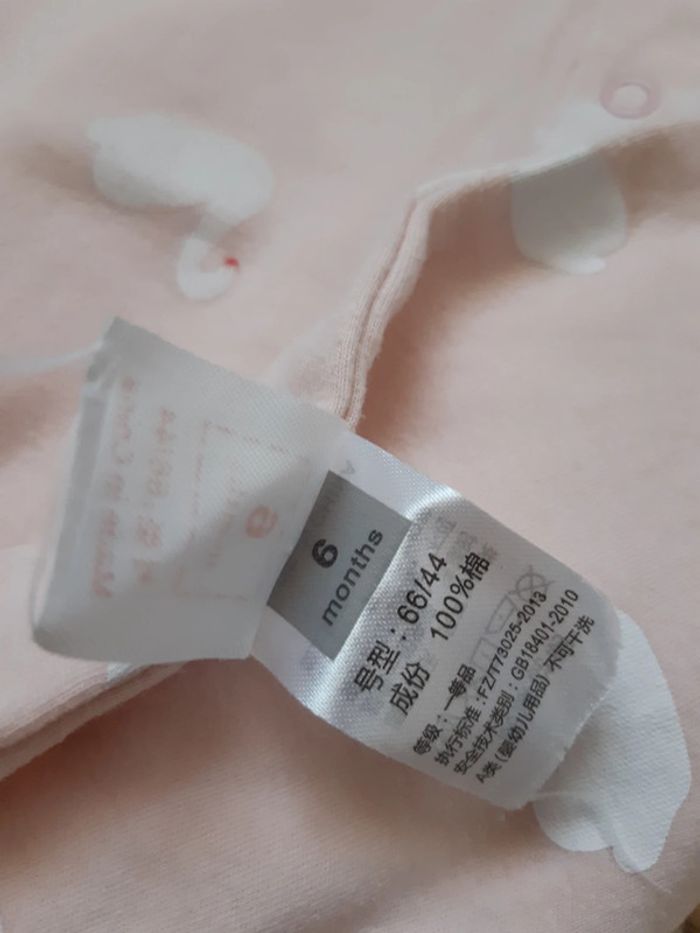 6
months
号型：66/44
成份 100%棉
等级：一等品
执行标准：FZ/T73025-2013
安全技术类别：GB18401-2010
A类（婴幼儿用品）不可干洗